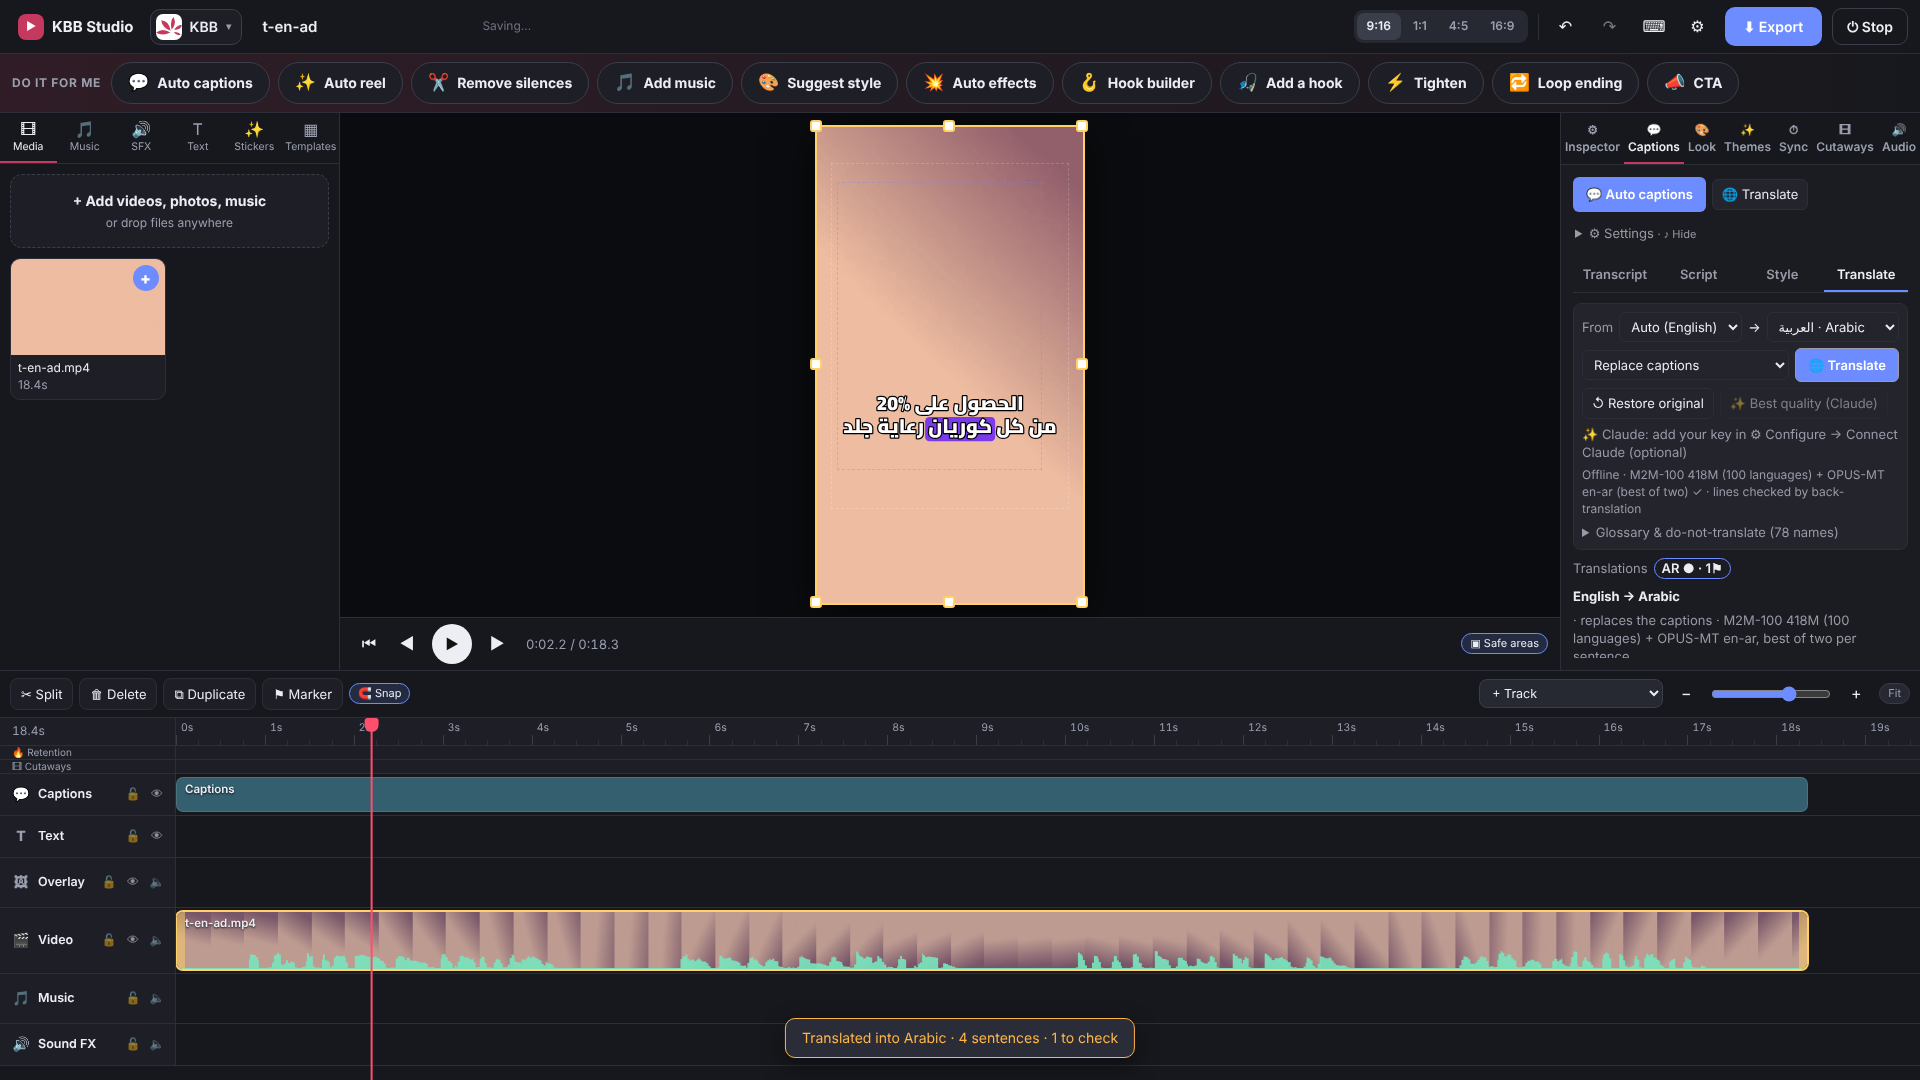 KBB Studio
KBB
t-en-ad
Saving...
9:16
1:1
4:5
16:9
Export
Stop
DO IT FOR ME
Auto captions
Auto reel
Remove silences
Add music
Suggest style
Auto effects
Hook builder
Add a hook
Tighten
Loop ending
CTA
Media
Music
SFX
Text
Stickers
Templates
+ Add videos, photos, music
or drop files anywhere
t-en-ad.mp4
18.4s
الحصول على 20%
من كل كوريان رعاية جلد
0:02.2 / 0:18.3
Safe areas
Inspector
Captions
Look
Themes
Sync
Cutaways
Audio
Auto captions
Translate
Settings · ♪ Hide
Transcript
Script
Style
Translate
From
Auto (English)
→
العربية · Arabic
Replace captions
Translate
Restore original
Best quality (Claude)
Claude: add your key in ⚙ Configure → Connect
Claude (optional)
Offline · M2M-100 418M (100 languages) + OPUS-MT
en-ar (best of two) ✓ · lines checked by back-
translation
Glossary & do-not-translate (78 names)
Translations
AR ● · 1⚑
English → Arabic
· replaces the captions · M2M-100 418M (100
languages) + OPUS-MT en-ar, best of two per
sentence
Split
Delete
Duplicate
Marker
Snap
+ Track
Fit
18.4s
0s
1s
2
3s
4s
5s
6s
7s
8s
9s
10s
11s
12s
13s
14s
15s
16s
17s
18s
19s
Retention
Cutaways
Captions
Captions
Text
Overlay
Video
t-en-ad.mp4
Music
Sound FX
Translated into Arabic · 4 sentences · 1 to check